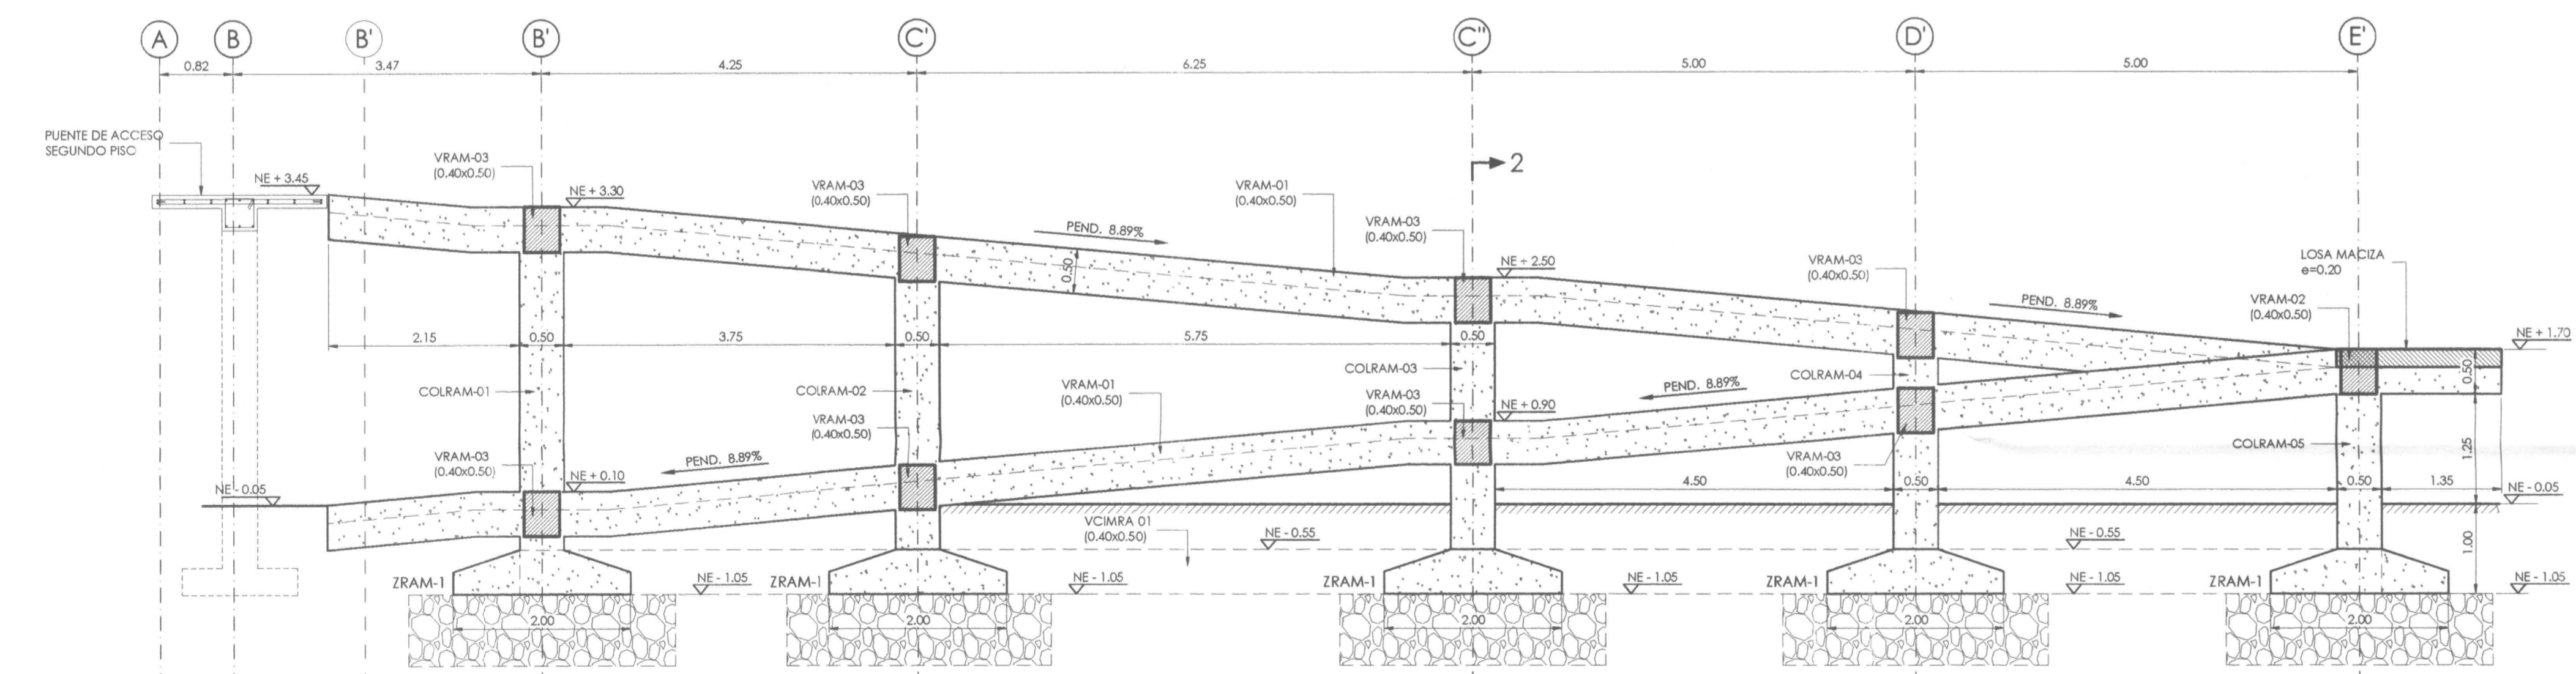 A
B
B'
B'
C'
C"
D'
E'
0.82
3.47
4.25
6.25
5.00
5.00
PUENTE DE ACCESO
SEGUNDO PISO
NE + 3.45
VRAM-03
(0.40x0.50)
NE + 3.30
VRAM-03
(0.40x0.50)
PEND. 8.89%
0.50
VRAM-01
(0.40x0.50)
2
VRAM-03
(0.40x0.50)
NE + 2.50
VRAM-03
(0.40x0.50)
PEND. 8.89%
LOSA MACIZA
e=0.20
VRAM-02
(0.40x0.50)
NE + 1.70
2.15
0.50
3.75
0.50
5.75
0.50
COLRAM-01
COLRAM-02
VRAM-01
(0.40x0.50)
COLRAM-03
COLRAM-04
PEND. 8.89%
0.50
VRAM-03
(0.40x0.50)
VRAM-03
(0.40x0.50)
NE + 0.90
VRAM-03
(0.40x0.50)
PEND. 8.89%
VRAM-03
(0.40x0.50)
COLRAM-05
1.25
NE - 0.05
NE + 0.10
4.50
0.50
4.50
0.50
1.35
NE - 0.05
VCIMRA 01
(0.40x0.50)
NE - 0.55
NE - 0.55
1.00
ZRAM-1
NE - 1.05
ZRAM-1
NE - 1.05
ZRAM-1
NE - 1.05
ZRAM-1
NE - 1.05
ZRAM-1
NE - 1.05
2.00
2.00
2.00
2.00
2.00